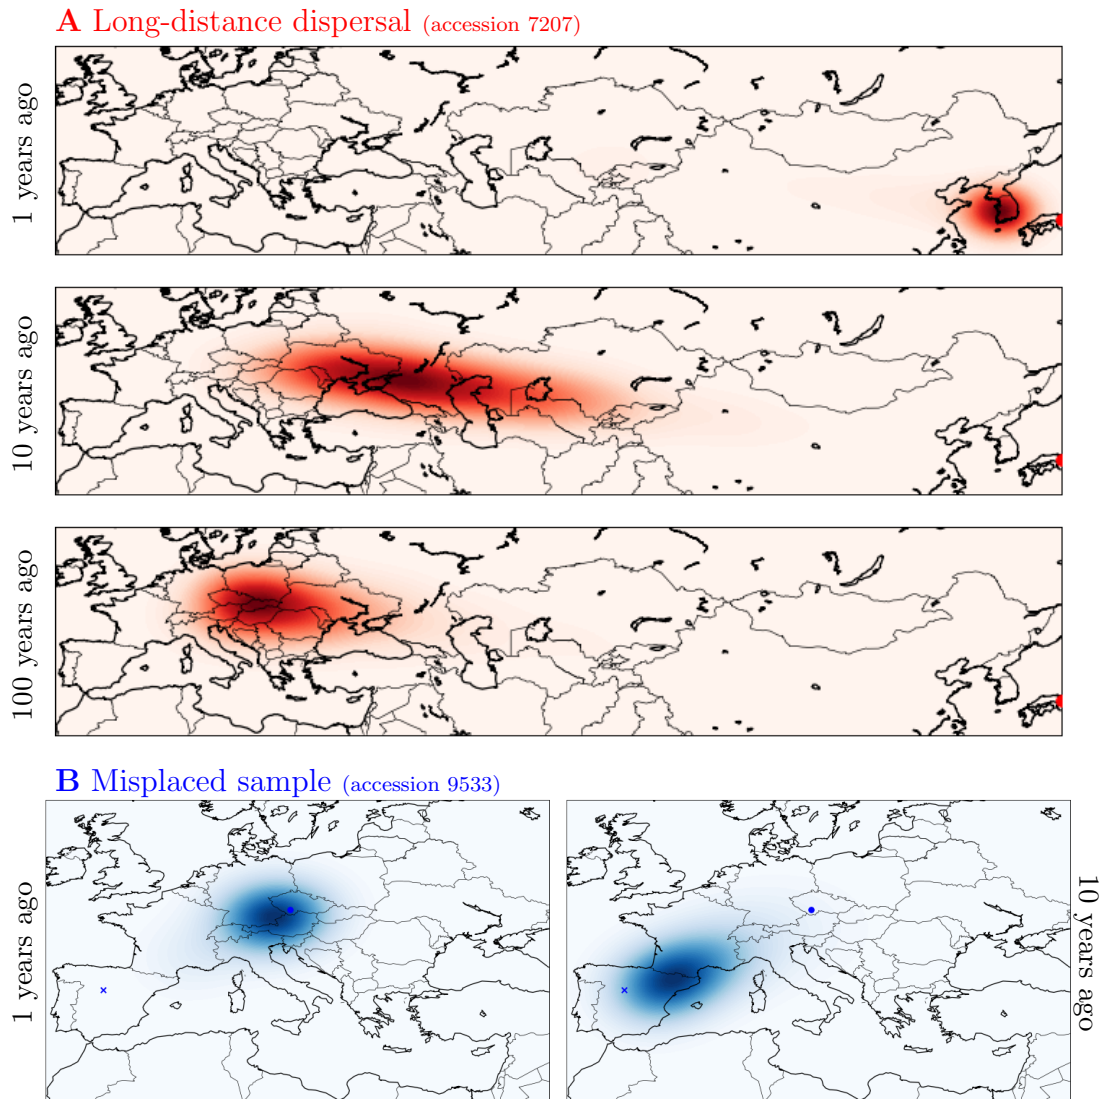 A Long-distance dispersal (accession 7207)
1 years ago
10 years ago
100 years ago
B Misplaced sample (accession 9533)
1 years ago
10 years ago